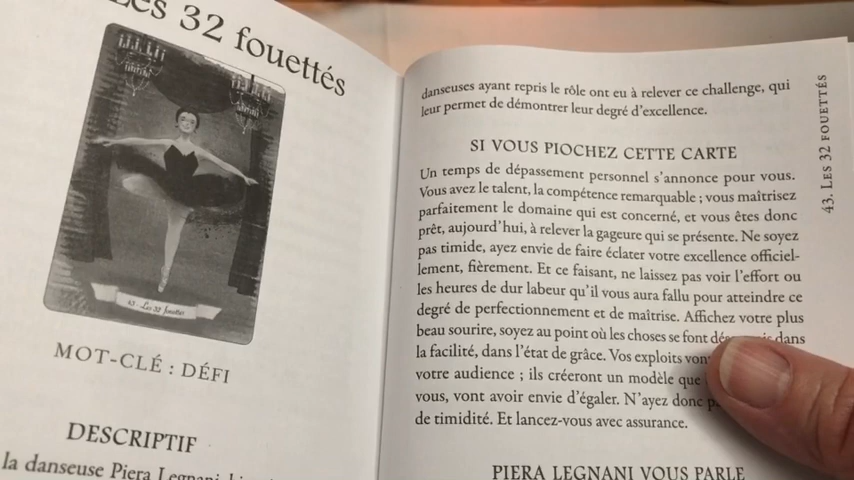 Les 32 fouettés
43 - Les 32 fouettés
MOT-CLÉ : DÉFI
DESCRIPTIF
la danseuse Piera Legnani
danseuses ayant repris le rôle ont eu à relever ce challenge, qui
leur permet de démontrer leur degré d'excellence.
SI VOUS PIOCHEZ CETTE CARTE
Un temps de dépassement personnel s'annonce pour vous.
Vous avez le talent, la compétence remarquable ; vous maîtrisez
parfaitement le domaine qui est concerné, et vous êtes donc
prêt, aujourd'hui, à relever la gageure qui se présente. Ne soyez
pas timide, ayez envie de faire éclater votre excellence officiel-
lement, fièrement. Et ce faisant, ne laissez pas voir l'effort ou
les heures de dur labeur qu'il vous aura fallu pour atteindre ce
degré de perfectionnement et de maîtrise. Affichez votre plus
beau sourire, soyez au point où les choses se font dans
la facilité, dans l'état de grâce. Vos exploits vont
votre audience ; ils créeront un modèle que
vous, vont avoir envie d'égaler. N'ayez donc
de timidité. Et lancez-vous avec assurance.
PIERA LEGNANI VOUS PARLE
43. LES 32 FOUETTÉS